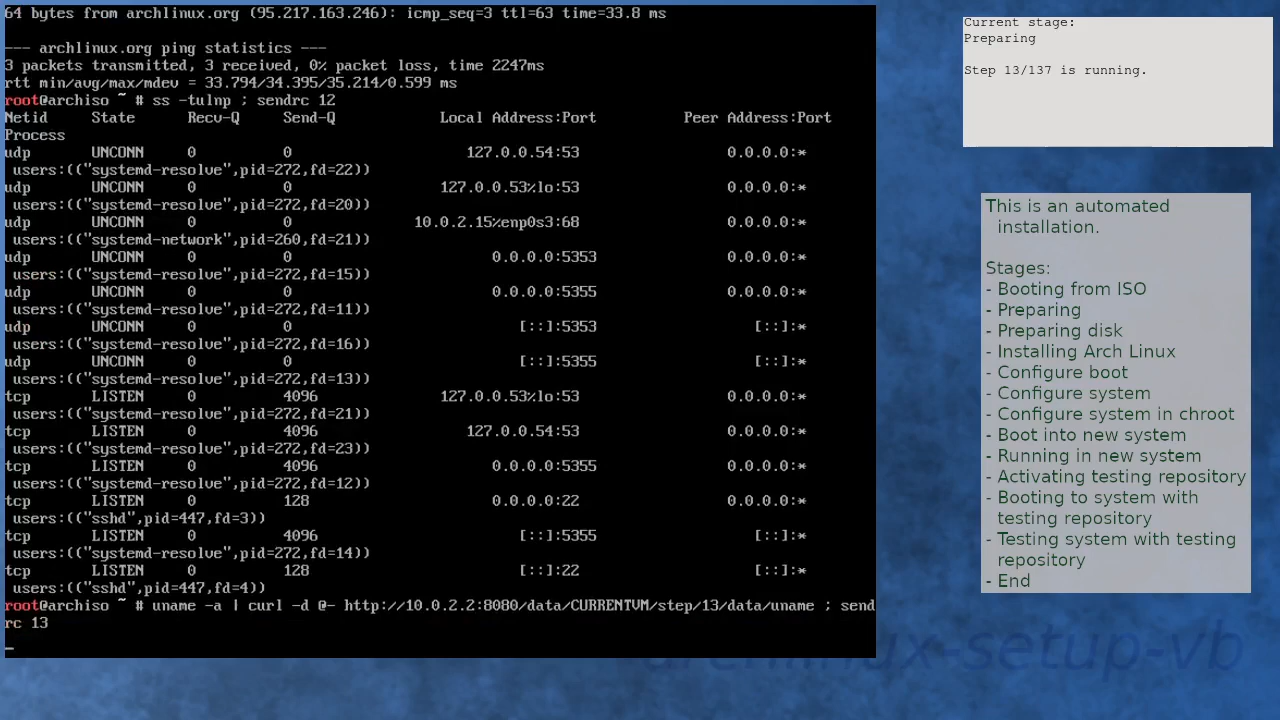 64 bytes from archlinux.org (95.217.163.246): icmp_seq=3 ttl=63 time=33.8 ms
--- archlinux.org ping statistics ---
3 packets transmitted, 3 received, 0% packet loss, time 2247ms
rtt min/avg/max/mdev = 33.794/34.395/35.214/0.599 ms
root@archiso ~ # ss -tulnp ; sendrc 12
Netid State Recv-Q Send-Q Local Address:Port Peer Address:Port
Process
udp UNCONN 0 0 127.0.0.54:53 0.0.0.0:*
users:(("systemd-resolve",pid=272,fd=22))
udp UNCONN 0 0 127.0.0.53%lo:53 0.0.0.0:*
users:(("systemd-resolve",pid=272,fd=20))
udp UNCONN 0 0 10.0.2.15%enp0s3:68 0.0.0.0:*
users:(("systemd-network",pid=260,fd=21))
udp UNCONN 0 0 0.0.0.0:5353 0.0.0.0:*
users:(("systemd-resolve",pid=272,fd=15))
udp UNCONN 0 0 0.0.0.0:5355 0.0.0.0:*
users:(("systemd-resolve",pid=272,fd=11))
udp UNCONN 0 0 [::]:5353 [::]:*
users:(("systemd-resolve",pid=272,fd=16))
udp UNCONN 0 0 [::]:5355 [::]:*
users:(("systemd-resolve",pid=272,fd=13))
tcp LISTEN 0 4096 127.0.0.53%lo:53 0.0.0.0:*
users:(("systemd-resolve",pid=272,fd=21))
tcp LISTEN 0 4096 127.0.0.54:53 0.0.0.0:*
users:(("systemd-resolve",pid=272,fd=23))
tcp LISTEN 0 4096 0.0.0.0:5355 0.0.0.0:*
users:(("systemd-resolve",pid=272,fd=12))
tcp LISTEN 0 128 0.0.0.0:22 0.0.0.0:*
users:(("sshd",pid=447,fd=3))
tcp LISTEN 0 4096 [::]:5355 [::]:*
users:(("systemd-resolve",pid=272,fd=14))
tcp LISTEN 0 128 [::]:22 [::]:*
users:(("sshd",pid=447,fd=4))
root@archiso ~ # uname -a | curl -d @- http://10.0.2.2:8080/data/CURRENTVM/step/13/data/uname ; send
rc 13
Current stage:
Preparing
Step 13/137 is running.
This is an automated
installation.
Stages:
- Booting from ISO
- Preparing
- Preparing disk
- Installing Arch Linux
- Configure boot
- Configure system
- Configure system in chroot
- Boot into new system
- Running in new system
- Activating testing repository
- Booting to system with
testing repository
- Testing system with testing
repository
- End
-setup-vb